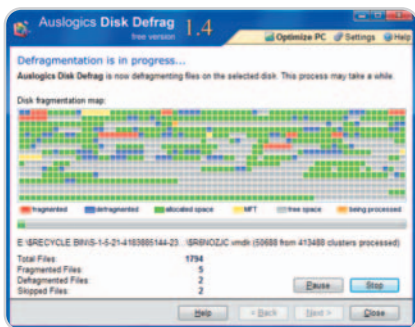 Auslogics Disk Defrag 1.4
free version
Optimize PC Settings Help
Defragmentation is in progress...
Auslogics Disk Defrag is now defragmenting files on the selected disk. This process may take a while.
Disk fragmentation map:
fragmented defragmented allocated space MFT free space being processed
(50688 from 413488 clusters processed)
Total Files: 1794
Fragmented Files 5
Defragmented Files: 2
Skipped Files: 2
Pause Stop
Help < Back Next > Close